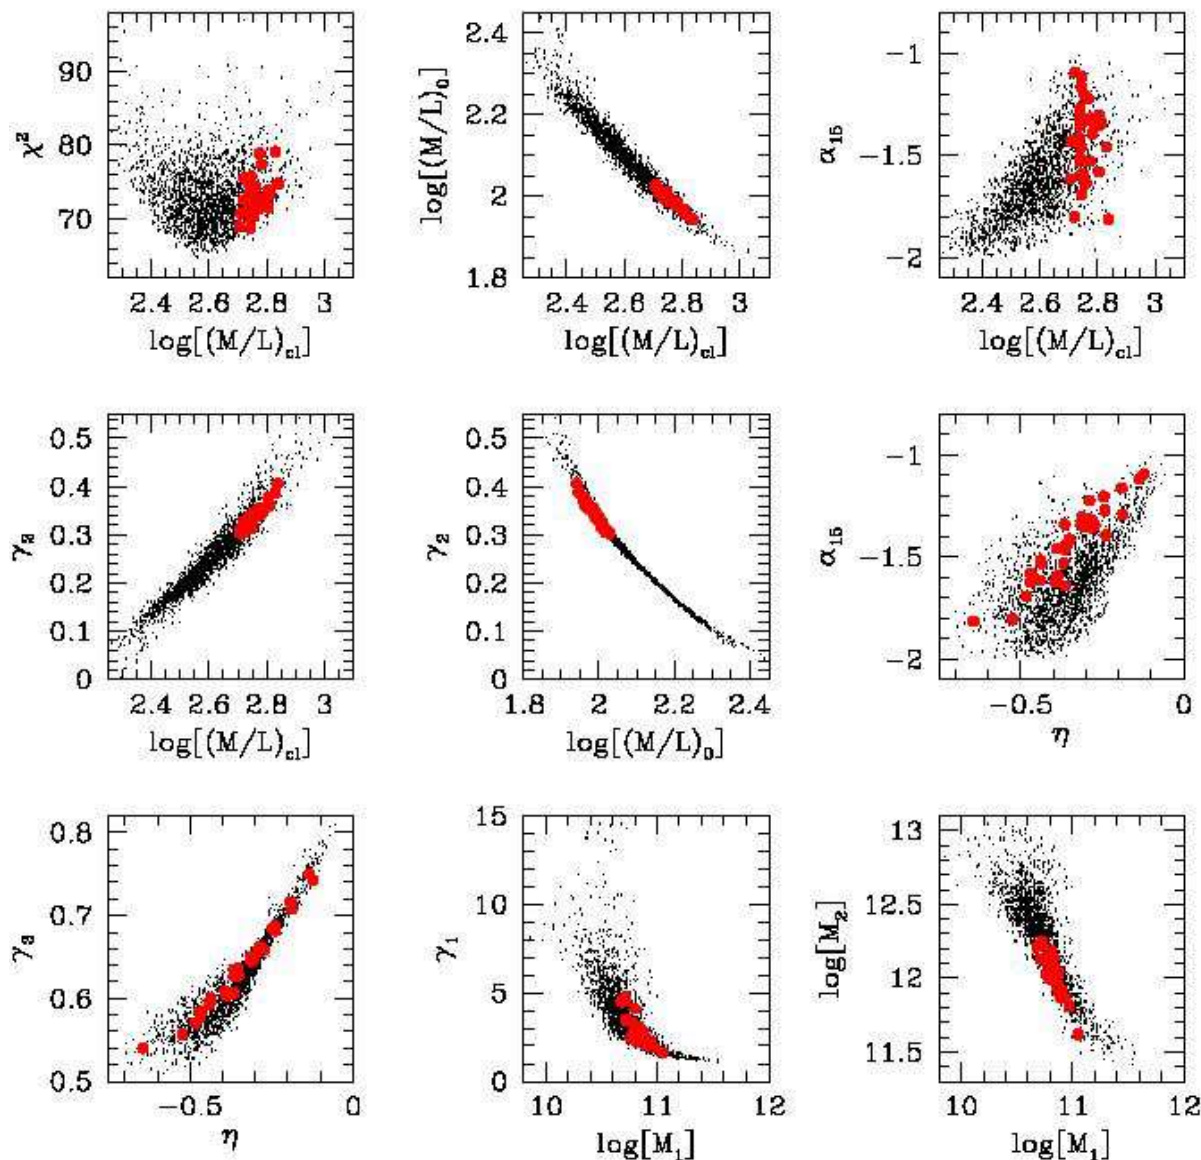 90
80
70
χ²
2.4 2.6 2.8 3
log[(M/L)cl]
2.4
2.2
2
1.8
log[(M/L)0]
2.4 2.6 2.8 3
log[(M/L)cl]
−1
−1.5
−2
α15
2.4 2.6 2.8 3
log[(M/L)cl]
0.5
0.4
0.3
0.2
0.1
0
γ2
2.4 2.6 2.8 3
log[(M/L)cl]
0.5
0.4
0.3
0.2
0.1
0
γ2
1.8 2 2.2 2.4
log[(M/L)0]
−1
−1.5
−2
α15
−0.5 0
η
0.8
0.7
0.6
0.5
γ3
−0.5 0
η
15
10
5
0
γ1
10 11 12
log[M1]
13
12.5
12
11.5
log[M2]
10 11 12
log[M1]